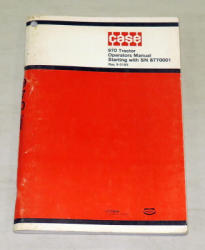 case
970 Tractor
Operators Manual
Starting with SN 8770001